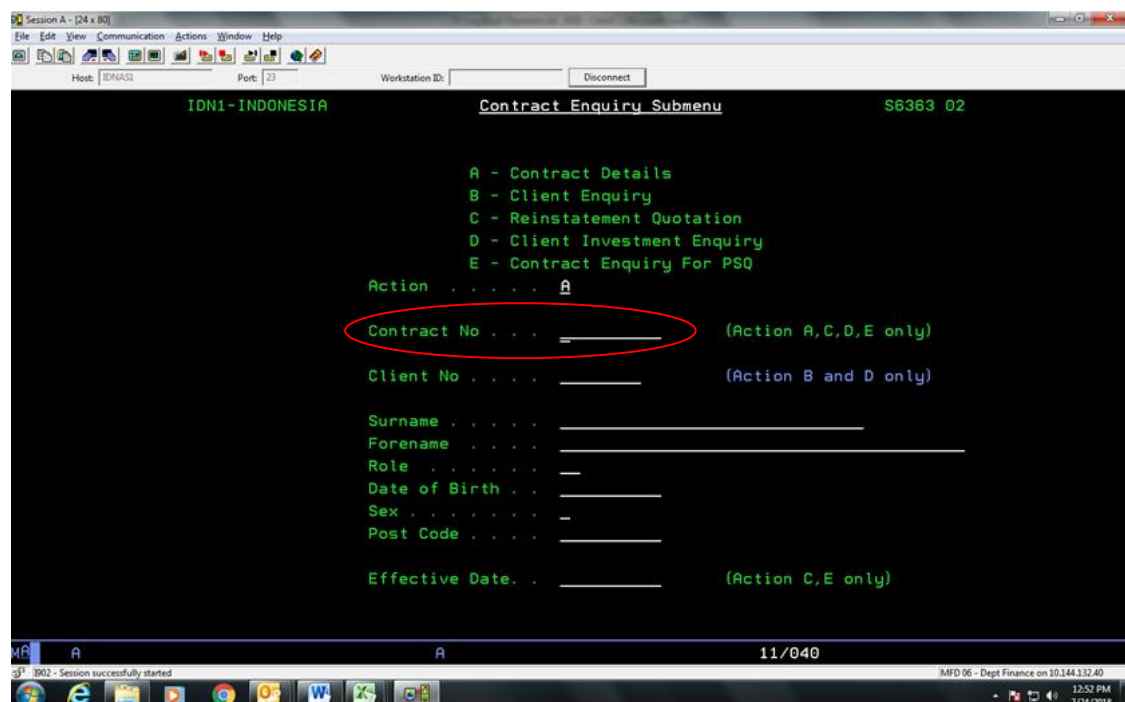 Session A - [24 x 80]
File Edit View Communication Actions Window Help
Host: IDNAS1 Port: 23 Workstation ID: Disconnect
IDN1-INDONESIA Contract Enquiry Submenu S6363 02
A - Contract Details
B - Client Enquiry
C - Reinstatement Quotation
D - Client Investment Enquiry
E - Contract Enquiry For PSQ
Action . . . . . A
Contract No . . . (Action A,C,D,E only)
Client No . . . . (Action B and D only)
Surname . . . . .
Forename . . . .
Role . . . . . .
Date of Birth . .
Sex . . . . . . .
Post Code . . . .
Effective Date. . (Action C,E only)
MA A A 11/040
I902 - Session successfully started MFD 06 - Dept Finance on 10.144.132.40
12:52 PM
7/24/2018